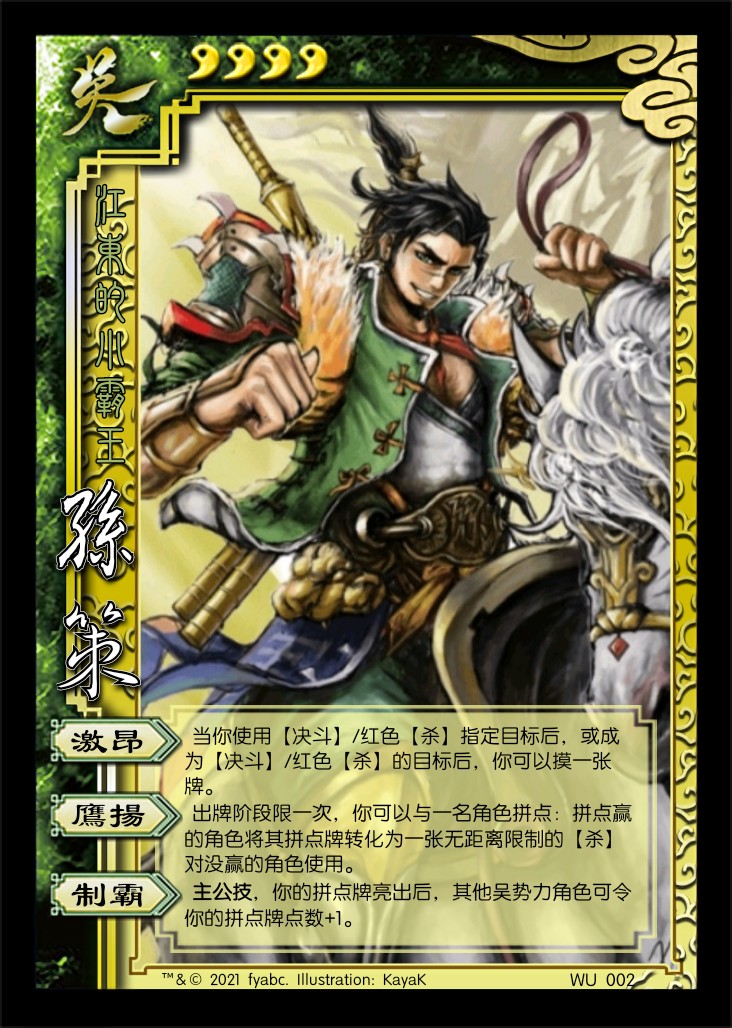 吴
江東的小霸王
孫策
激昂
当你使用【决斗】/红色【杀】指定目标后，或成
为【决斗】/红色【杀】的目标后，你可以摸一张
牌。
鷹揚
出牌阶段限一次，你可以与一名角色拼点：拼点赢
的角色将其拼点牌转化为一张无距离限制的【杀】
对没赢的角色使用。
制霸
主公技，你的拼点牌亮出后，其他吴势力角色可令
你的拼点牌点数+1。
™&© 2021 fyabc. Illustration: KayaK
WU 002